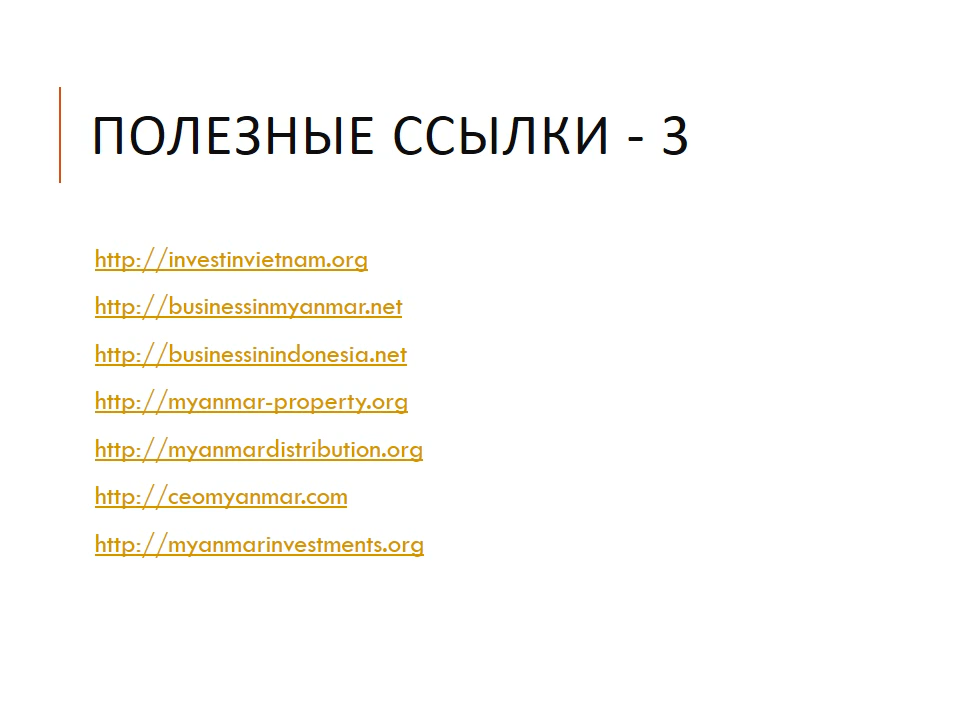 ПОЛЕЗНЫЕ ССЫЛКИ - 3
http://investinvietnam.org
http://businessinmyanmar.net
http://businessinindonesia.net
http://myanmar-property.org
http://myanmardistribution.org
http://ceomyanmar.com
http://myanmarinvestments.org